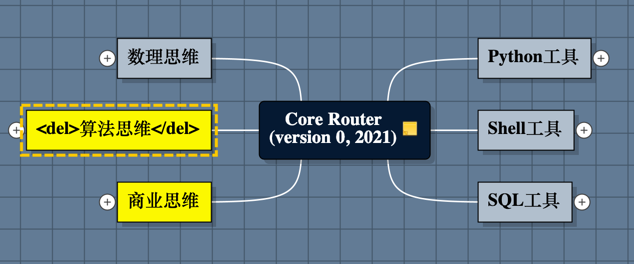 数理思维
<del>算法思维</del>
商业思维
Core Router
(version 0, 2021)
Python工具
Shell工具
SQL工具